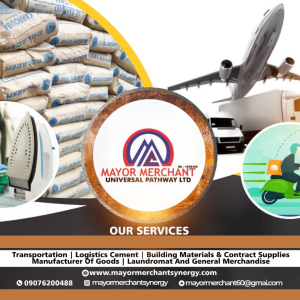 MAYOR MERCHANT
UNIVERSAL PATHWAY LTD
OUR SERVICES
Transportation | Logistics Cement | Building Materials & Contract Supplies
Manufacturer Of Goods | Laundromat And General Merchandise
www.mayormerchantsynergy.com
09076200488 mayormerchantsynergy mayormerchant60@gmail.com